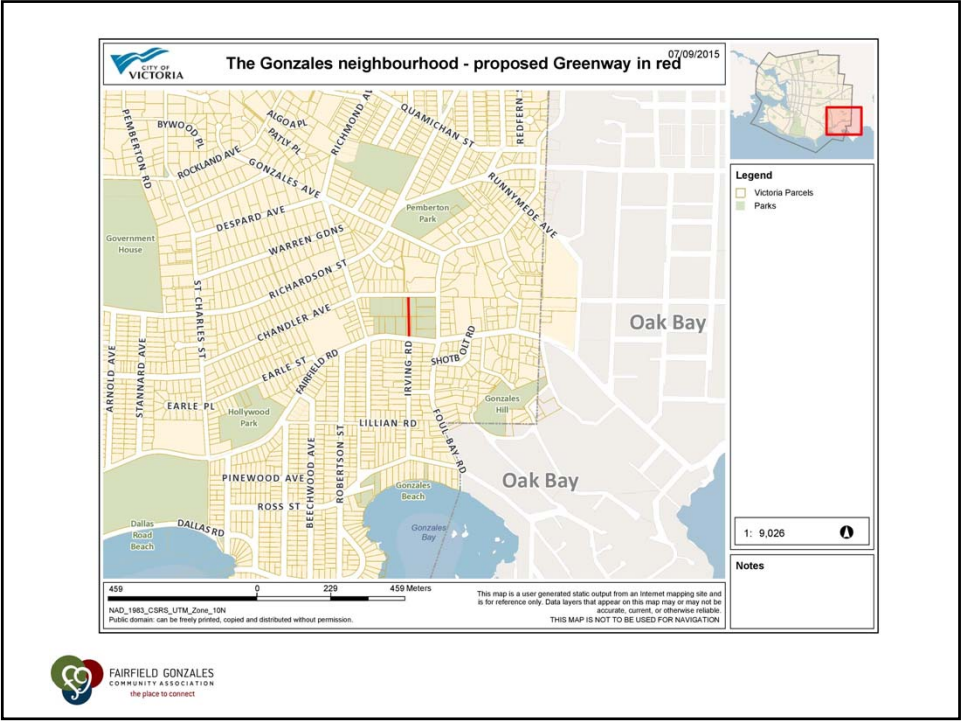 CITY OF
VICTORIA
The Gonzales neighbourhood - proposed Greenway in red
07/09/2015
PEMBERTON RD
BYWOOD PL
ALGOA PL
PATLY PL
RICHMOND AV
QUAMICHAN ST
REDFERN
ROCKLAND AVE
GONZALES AVE
RUNNYMEDE AVE
DESPARD AVE
Pemberton
Park
WARREN GDNS
Government
House
RICHARDSON ST
ST CHARLES ST
CHANDLER AVE
Oak Bay
ARNOLD AVE
STANNARD AVE
EARLE ST
FAIRFIELD RD
IRVING RD
SHOTBOLT RD
EARLE PL
Hollywood
Park
Gonzales
Hill
LILLIAN RD
FOUL BAY RD
PINEWOOD AVE
BEECHWOOD AVE
ROBERTSON ST
Oak Bay
Gonzales
Beach
ROSS ST
Dallas
Road
Beach
DALLAS RD
Gonzales
Bay
Legend
Victoria Parcels
Parks
1: 9,026
Notes
459 0 229 459 Meters
NAD_1983_CSRS_UTM_Zone_10N
Public domain: can be freely printed, copied and distributed without permission.
This map is a user generated static output from an Internet mapping site and
is for reference only. Data layers that appear on this map may or may not be
accurate, current, or otherwise reliable.
THIS MAP IS NOT TO BE USED FOR NAVIGATION
FAIRFIELD GONZALES
COMMUNITY ASSOCIATION
the place to connect